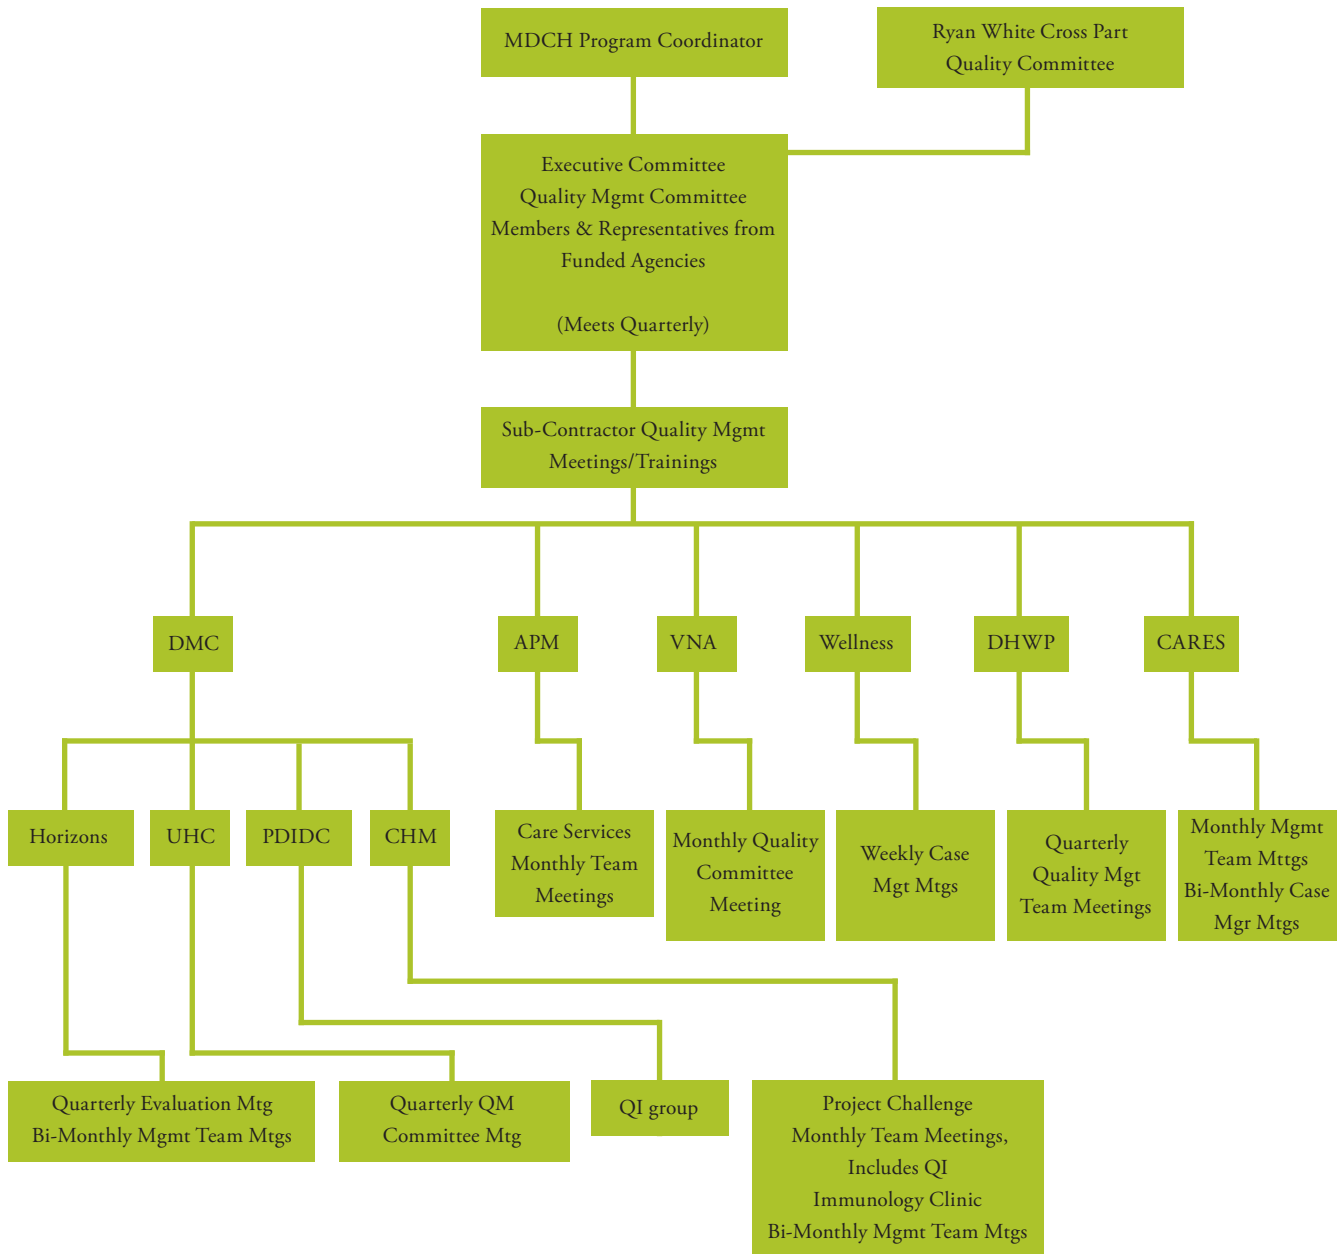 MDCH Program Coordinator
Ryan White Cross Part
Quality Committee
Executive Committee
Quality Mgmt Committee
Members & Representatives from
Funded Agencies
(Meets Quarterly)
Sub-Contractor Quality Mgmt
Meetings/Trainings
DMC
APM
VNA
Wellness
DHWP
CARES
Horizons
UHC
PDIDC
CHM
Care Services
Monthly Team
Meetings
Monthly Quality
Committee
Meeting
Weekly Case
Mgt Mtgs
Quarterly
Quality Mgt
Team Meetings
Monthly Mgmt
Team Mttgs
Bi-Monthly Case
Mgr Mtgs
Quarterly Evaluation Mtg
Bi-Monthly Mgmt Team Mtgs
Quarterly QM
Committee Mtg
QI group
Project Challenge
Monthly Team Meetings,
Includes QI
Immunology Clinic
Bi-Monthly Mgmt Team Mtgs